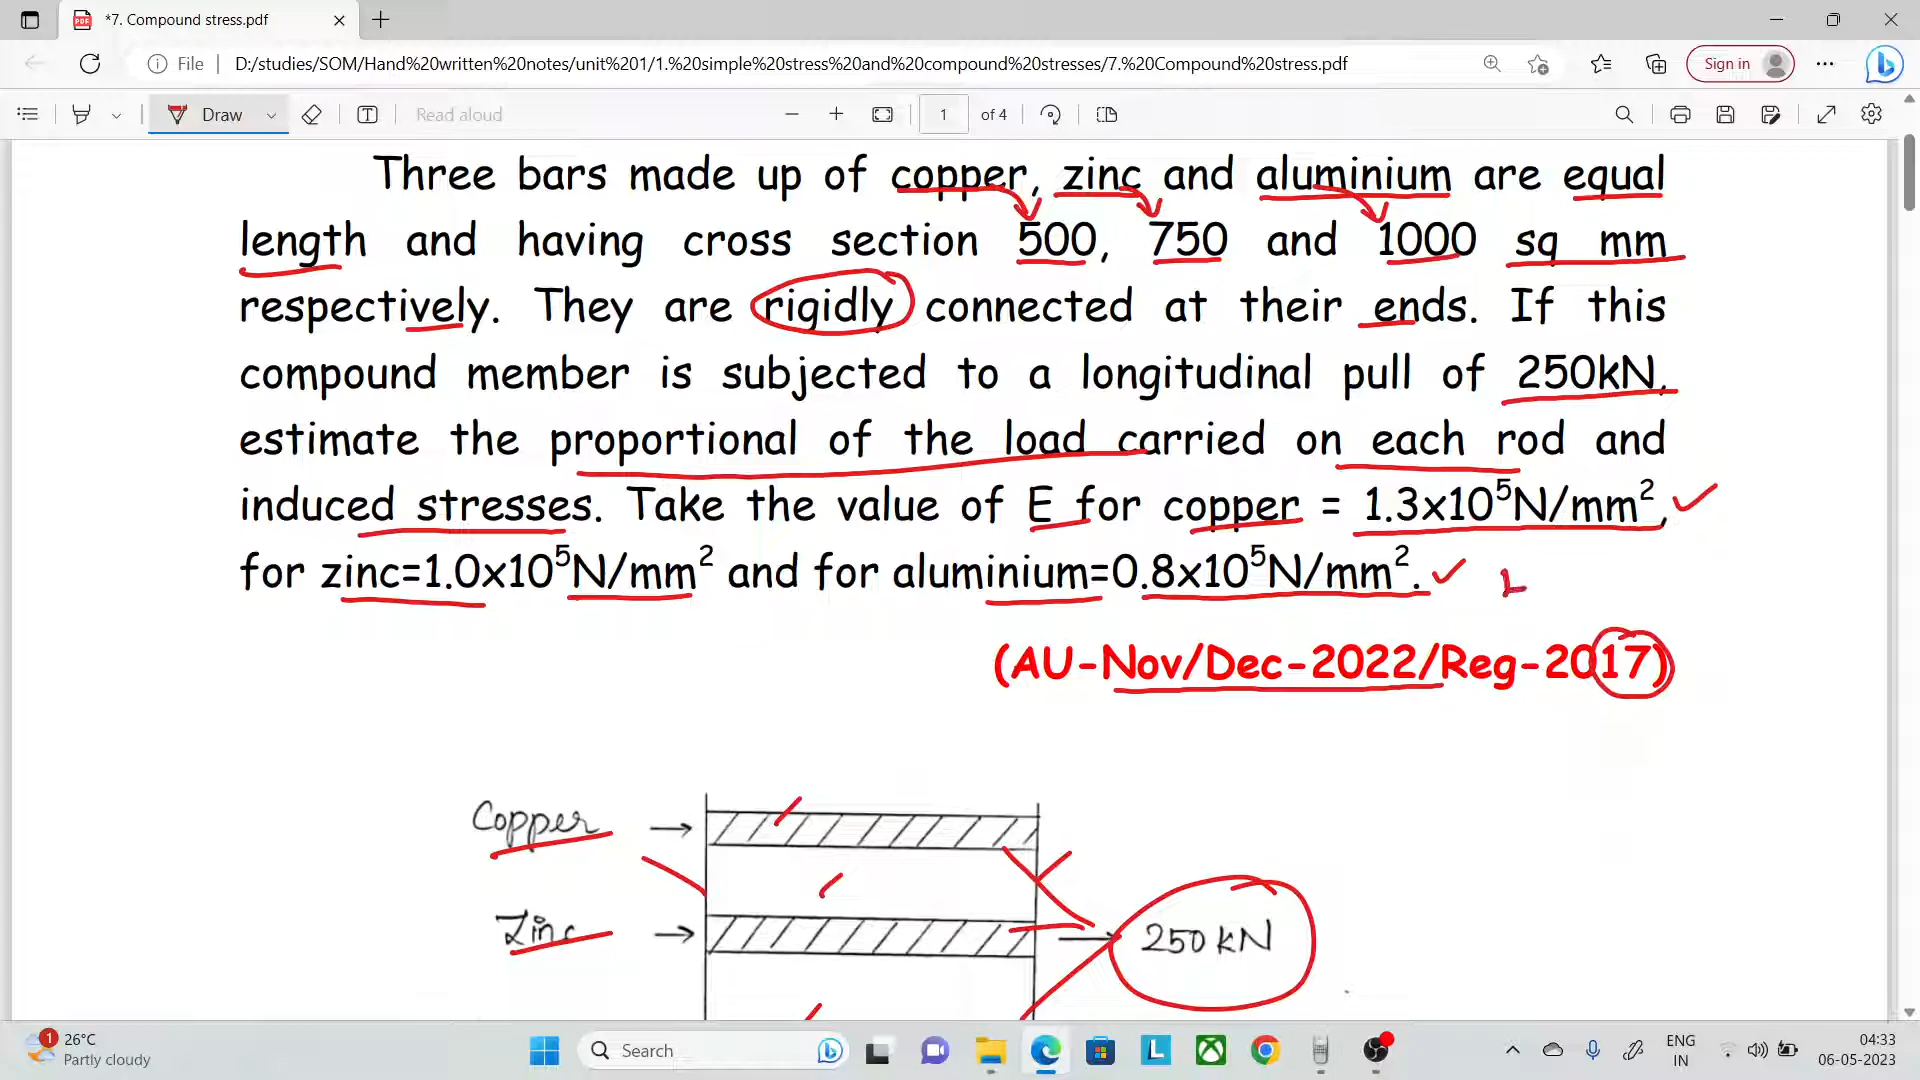 *7. Compound stress.pdf
File
D:/studies/SOM/Hand%20written%20notes/unit%201/1.%20simple%20stress%20and%20compound%20stresses/7.%20Compound%20stress.pdf
Sign in
Draw
Read aloud
1 of 4
Three bars made up of copper, zinc and aluminium are equal
length and having cross section 500, 750 and 1000 sq mm
respectively. They are rigidly connected at their ends. If this
compound member is subjected to a longitudinal pull of 250kN,
estimate the proportional of the load carried on each rod and
induced stresses. Take the value of E for copper = 1.3x10⁵N/mm²,
for zinc=1.0x10⁵N/mm² and for aluminium=0.8x10⁵N/mm².
(AU-Nov/Dec-2022/Reg-2017)
Copper
Zinc
250 KN
1
26°C
Partly cloudy
Search
ENG
IN
04:33
06-05-2023